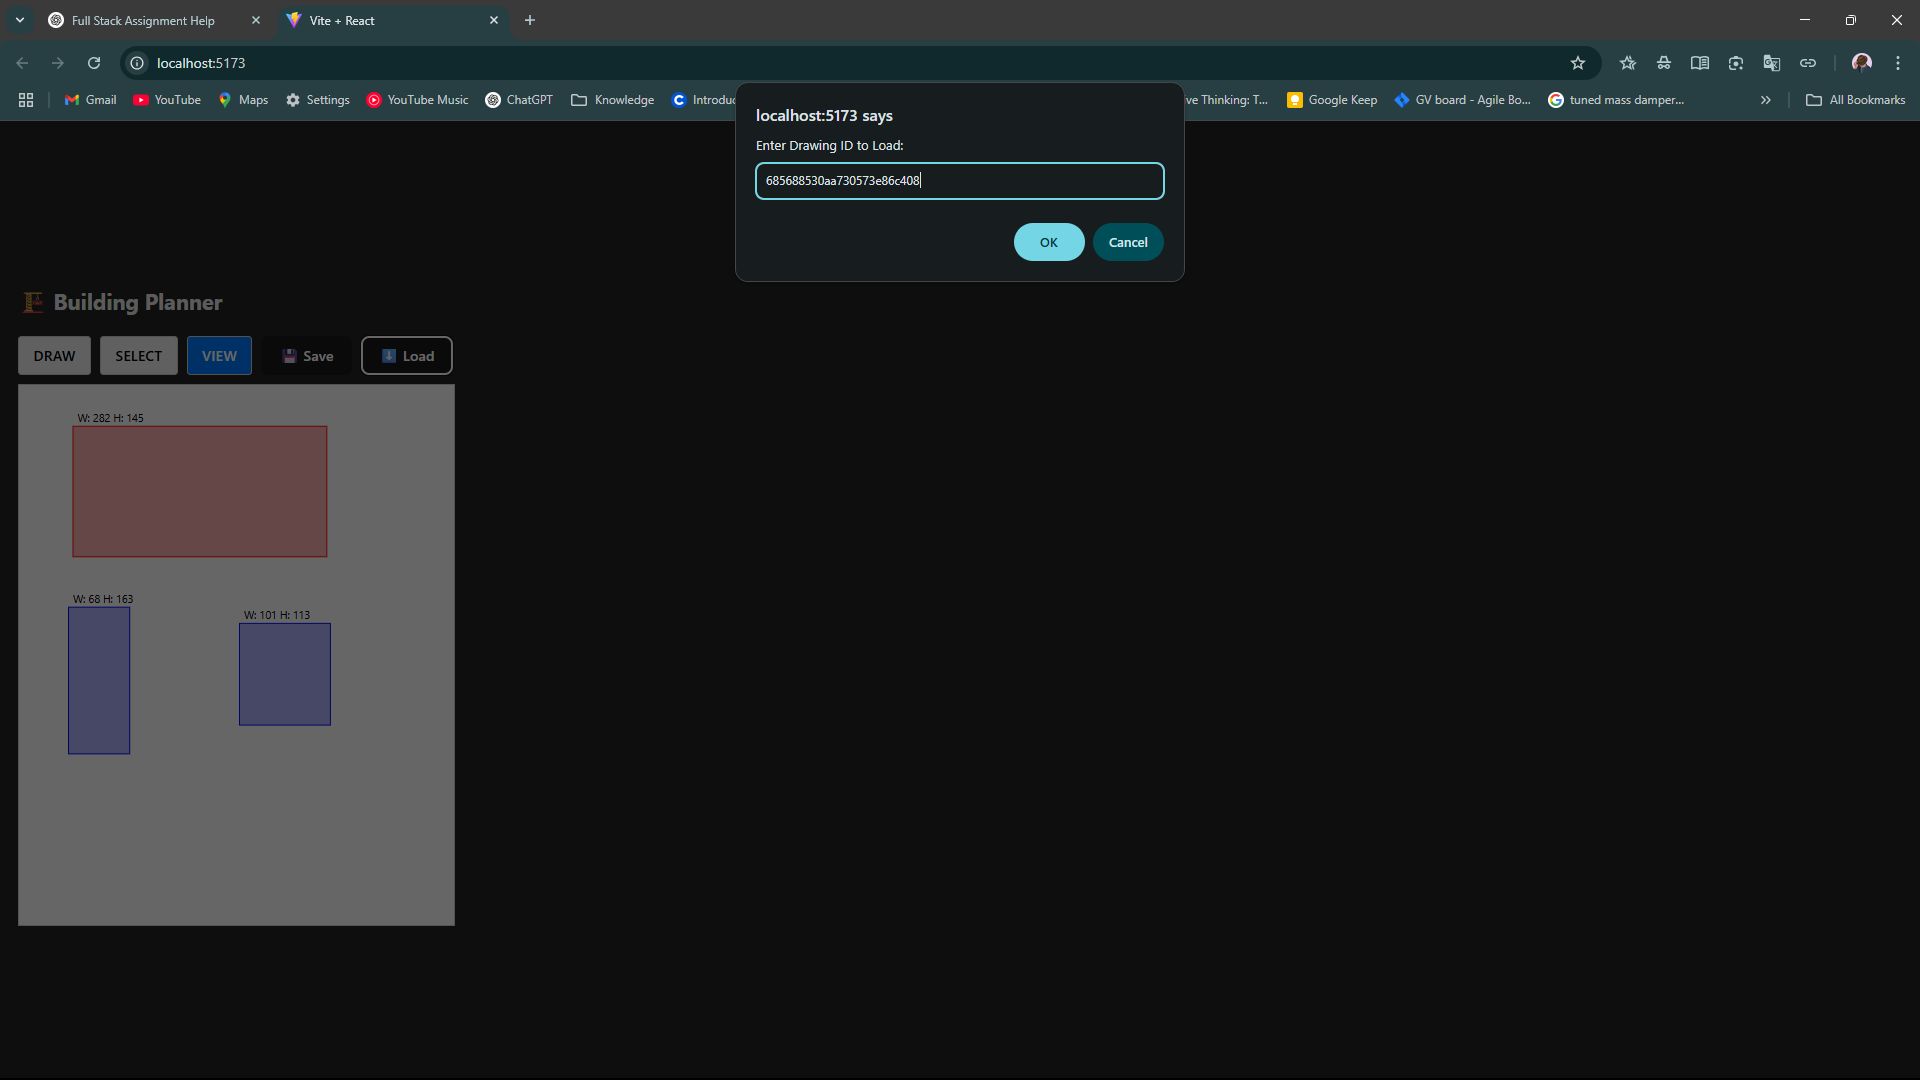 Full Stack Assignment Help
Vite + React
localhost:5173
Gmail
YouTube
Maps
Settings
YouTube Music
ChatGPT
Knowledge
Introduc
ve Thinking: T...
Google Keep
GV board - Agile Bo...
tuned mass damper...
All Bookmarks
localhost:5173 says
Enter Drawing ID to Load:
685688530aa730573e86c408
OK
Cancel
Building Planner
DRAW
SELECT
VIEW
Save
Load
W: 282 H: 145
W: 68 H: 163
W: 101 H: 113